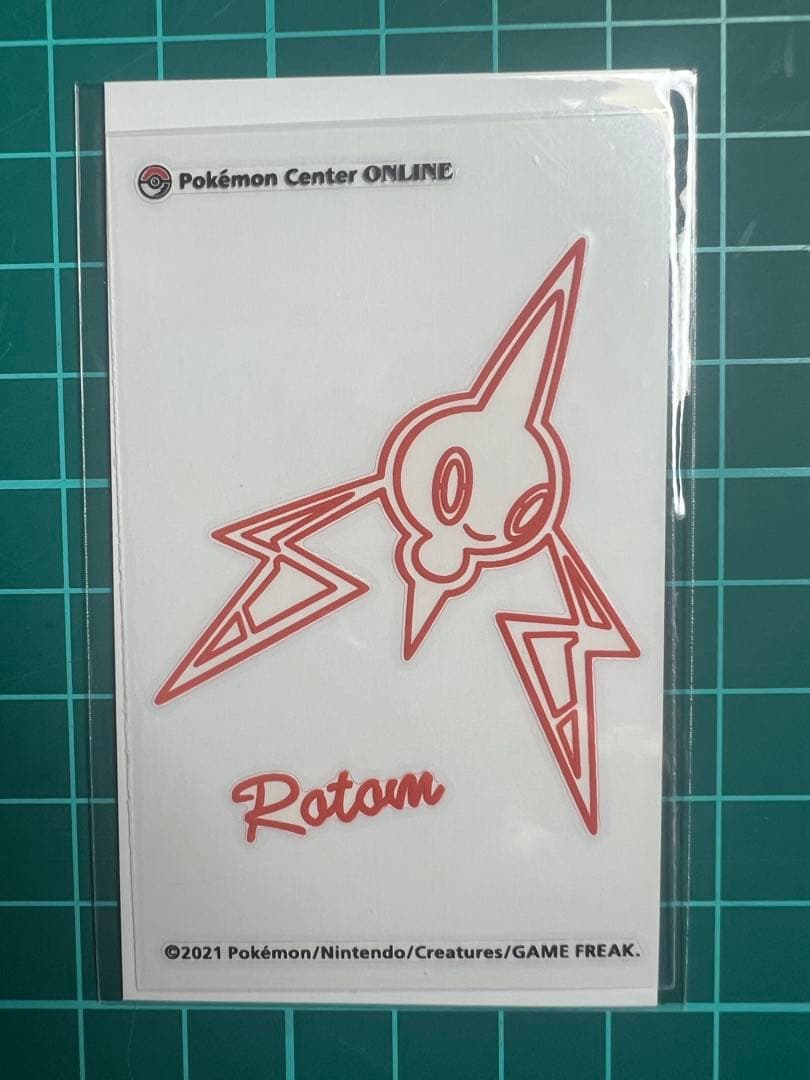 Pokémon Center ONLINE
Rotom
©2021 Pokémon/Nintendo/Creatures/GAME FREAK.